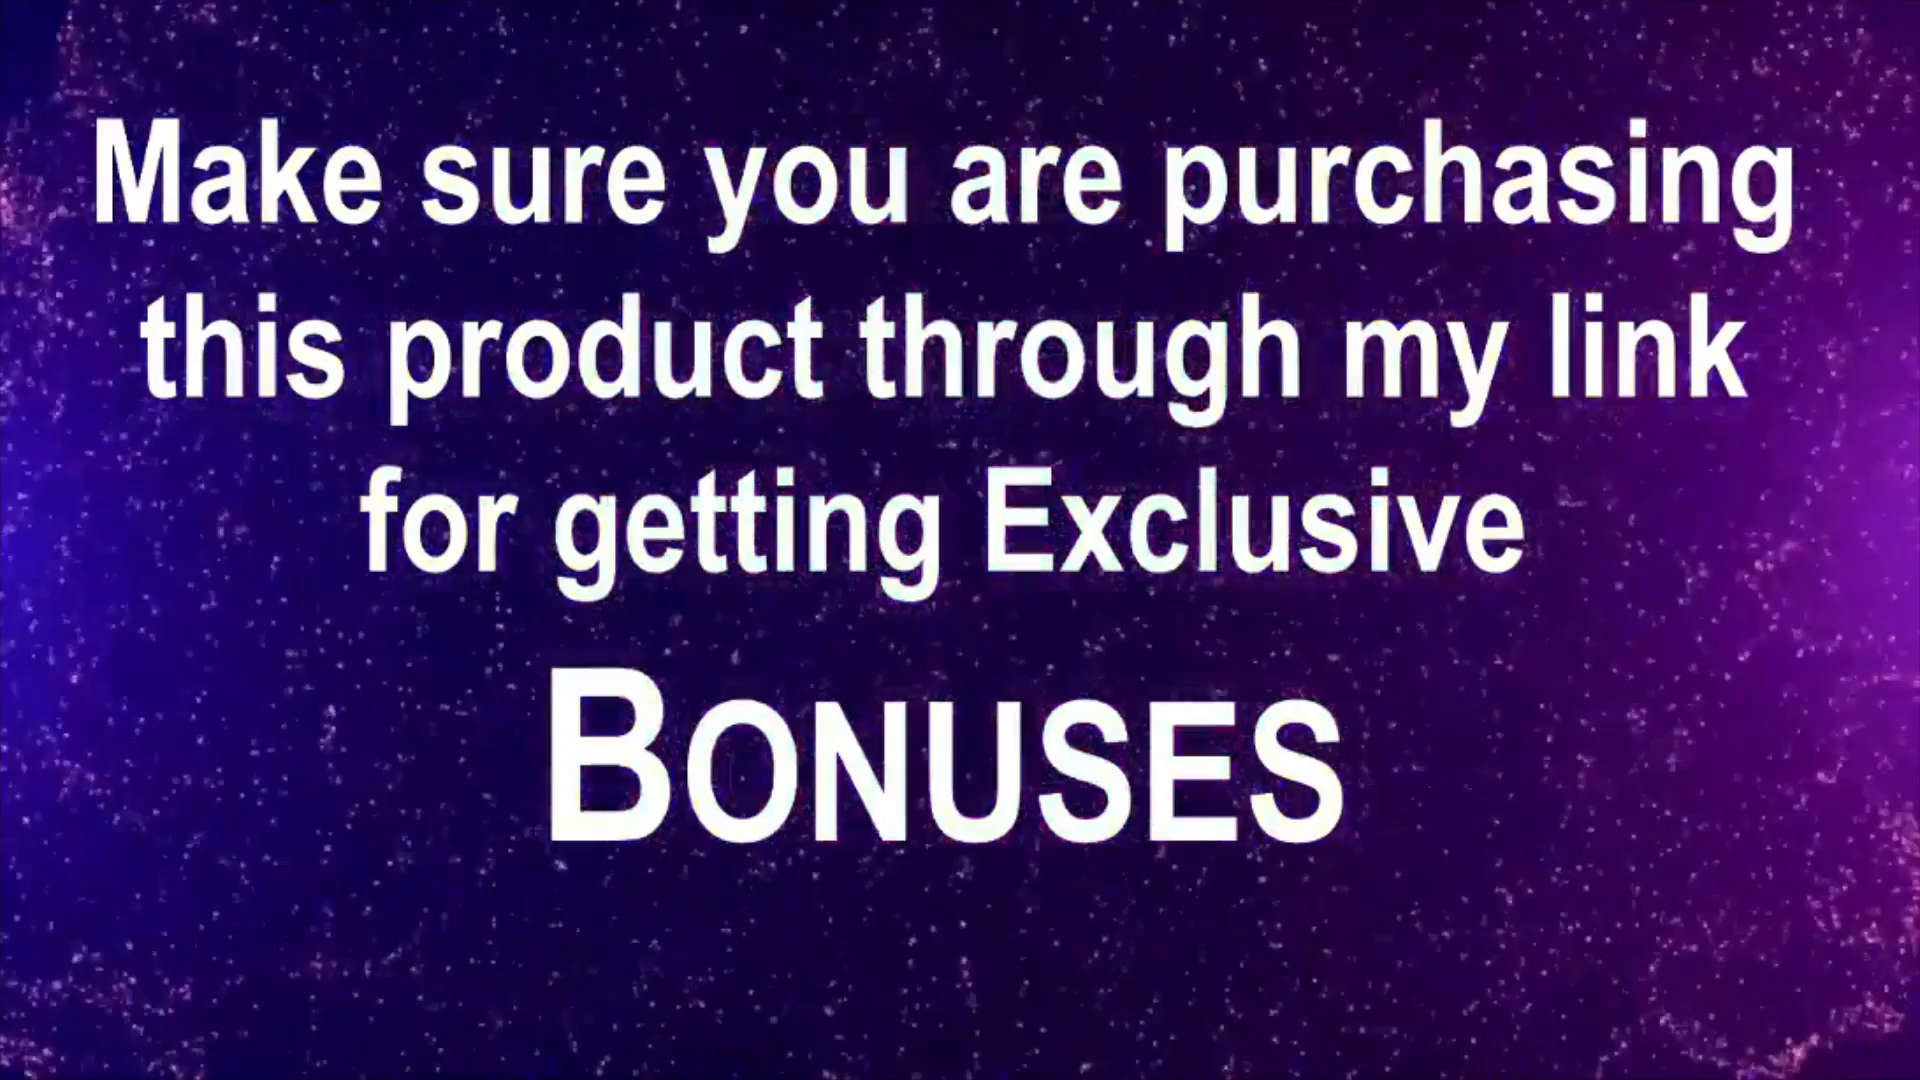 Make sure you are purchasing
this product through my link
for getting Exclusive
BONUSES